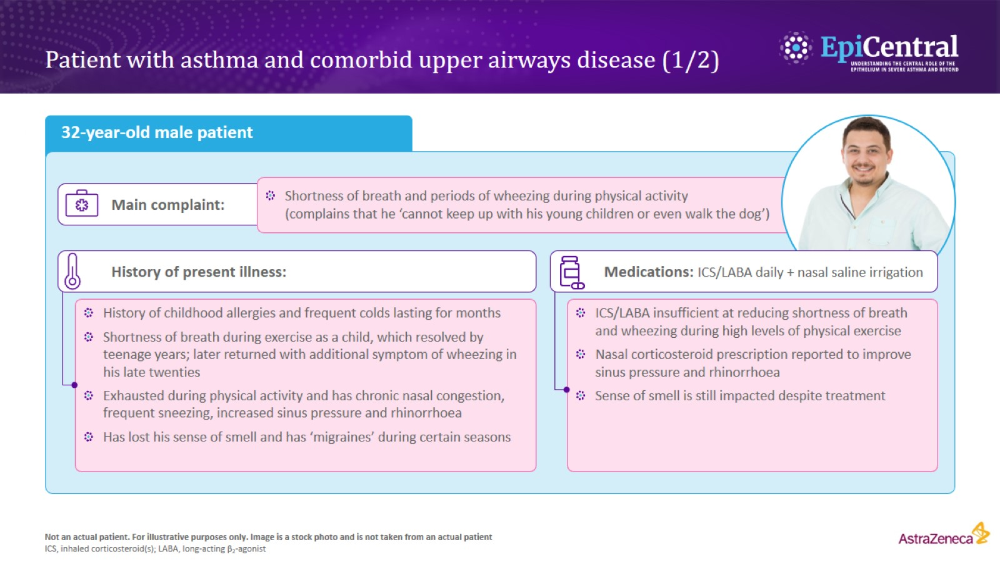 Patient with asthma and comorbid upper airways disease (1/2)
EpiCentral
UNDERSTANDING THE CENTRAL ROLE OF THE
EPITHELIUM IN SEVERE ASTHMA AND BEYOND
32-year-old male patient
Main complaint:
Shortness of breath and periods of wheezing during physical activity
(complains that he ‘cannot keep up with his young children or even walk the dog’)
History of present illness:
History of childhood allergies and frequent colds lasting for months
Shortness of breath during exercise as a child, which resolved by
teenage years; later returned with additional symptom of wheezing in
his late twenties
Exhausted during physical activity and has chronic nasal congestion,
frequent sneezing, increased sinus pressure and rhinorrhoea
Has lost his sense of smell and has ‘migraines’ during certain seasons
Medications: ICS/LABA daily + nasal saline irrigation
ICS/LABA insufficient at reducing shortness of breath
and wheezing during high levels of physical exercise
Nasal corticosteroid prescription reported to improve
sinus pressure and rhinorrhoea
Sense of smell is still impacted despite treatment
Not an actual patient. For illustrative purposes only. Image is a stock photo and is not taken from an actual patient
ICS, inhaled corticosteroid(s); LABA, long-acting β₂-agonist
AstraZeneca